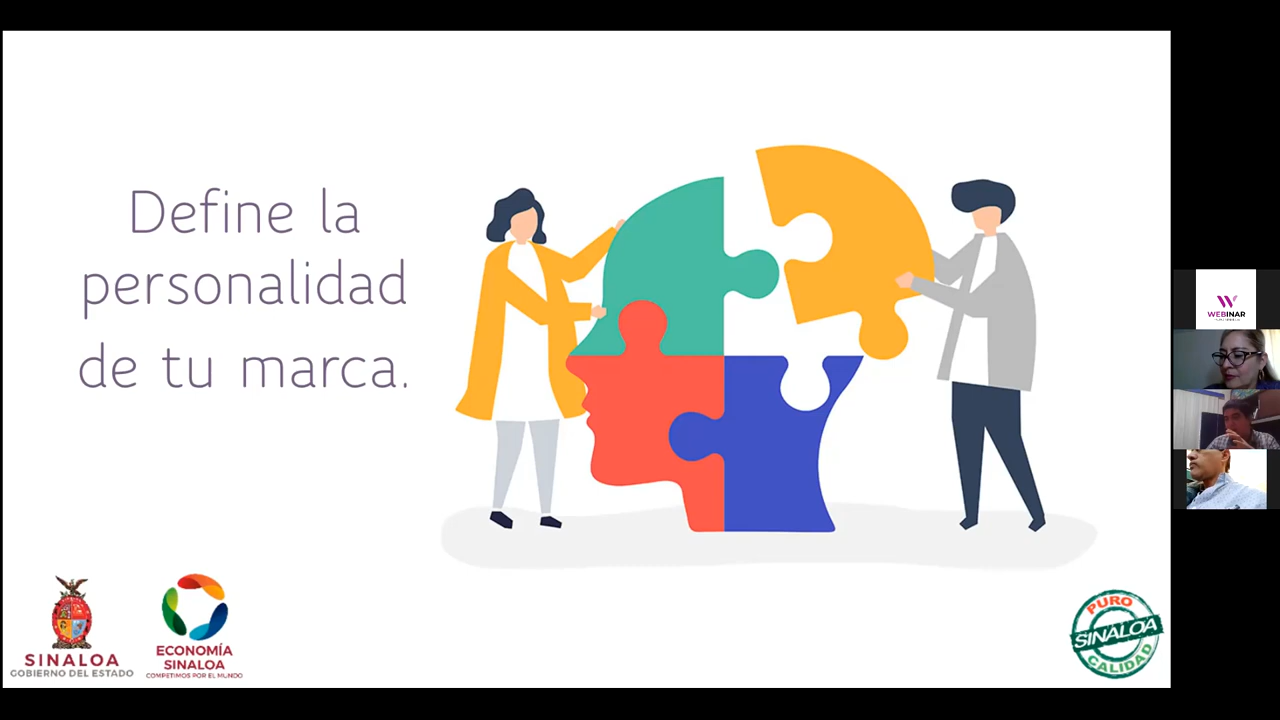 Define la
personalidad
de tu marca.
SINALOA
GOBIERNO DEL ESTADO
ECONOMÍA
SINALOA
COMPETIMOS POR EL MUNDO
PURO
SINALOA
CALIDAD
WEBINAR